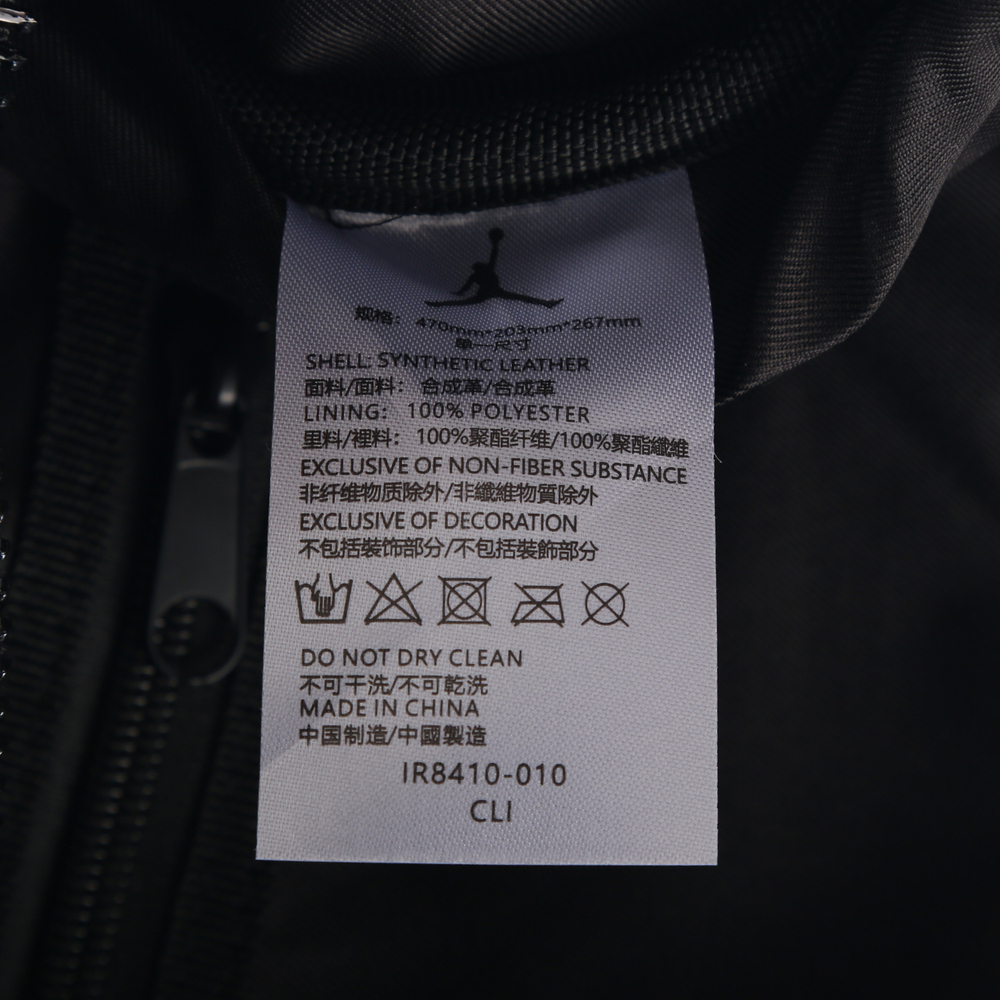 规格: 470mm*203mm*267mm
单一尺寸
SHELL: SYNTHETIC LEATHER
面料/面料: 合成革/合成革
LINING: 100% POLYESTER
里料/裡料: 100%聚酯纤维/100%聚酯纖維
EXCLUSIVE OF NON-FIBER SUBSTANCE
非纤维物质除外/非纖維物質除外
EXCLUSIVE OF DECORATION
不包括装饰部分/不包括裝飾部分
DO NOT DRY CLEAN
不可干洗/不可乾洗
MADE IN CHINA
中国制造/中國製造
IR8410-010
CLI